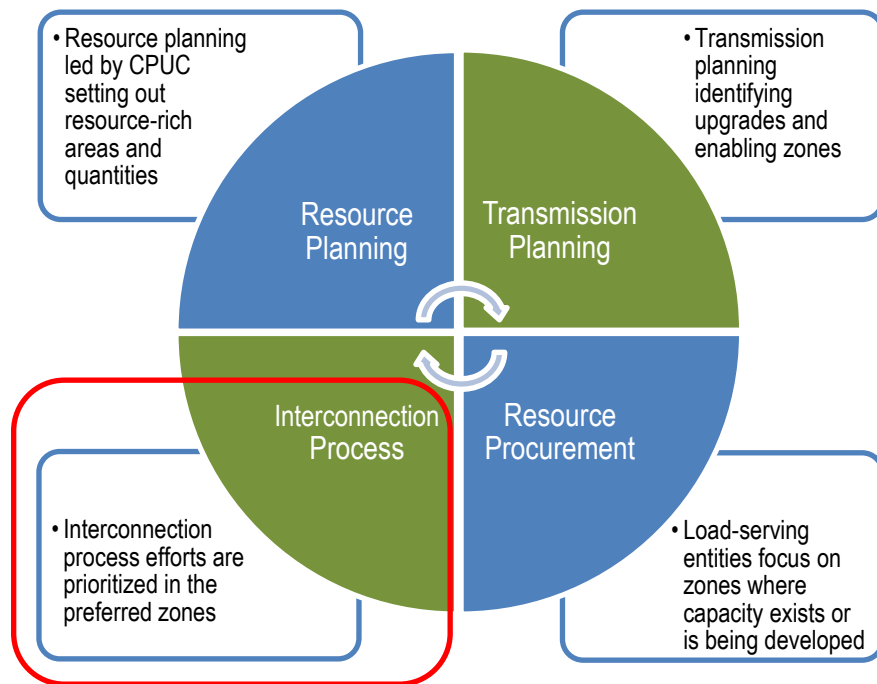 • Resource planning
led by CPUC
setting out
resource-rich
areas and
quantities
• Transmission
planning
identifying
upgrades and
enabling zones
Resource
Planning
Transmission
Planning
Interconnection
Process
Resource
Procurement
• Interconnection
process efforts are
prioritized in the
preferred zones
• Load-serving
entities focus on
zones where
capacity exists or
is being developed